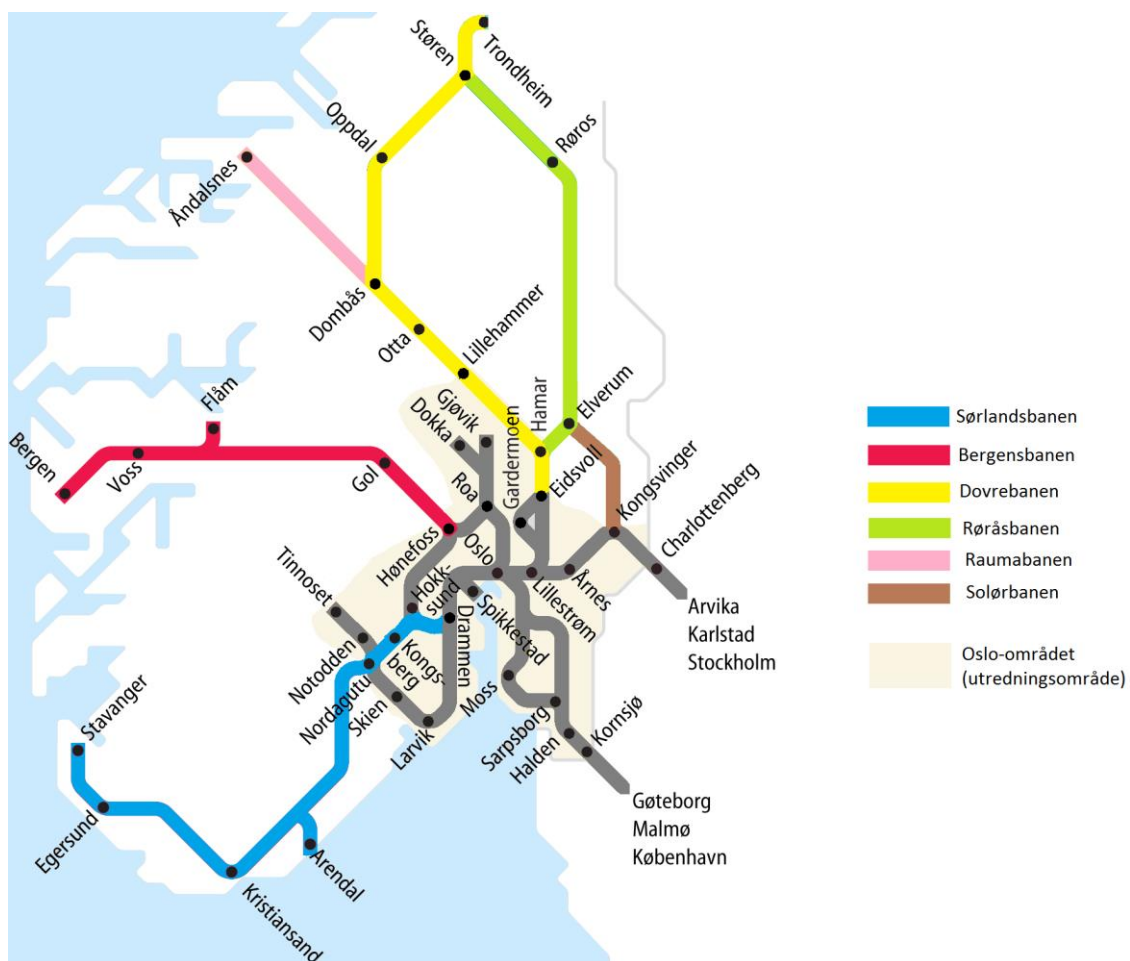 Trondheim
Støren
Oppdal
Røros
Åndalsnes
Dombås
Otta
Lillehammer
Gjøvik
Dokka
Hamar
Elverum
Flåm
Gardermoen
Eidsvoll
Bergen
Voss
Gol
Roa
Kongsvinger
Charlottenberg
Hønefoss
Oslo
Lillestrøm
Årnes
Tinnoset
Hokk-
sund
Spikkestad
Drammen
Arvika
Karlstad
Stockholm
Notodden
Kongs-
berg
Nordagutu
Skien
Larvik
Moss
Sarpsborg
Halden
Kornsjø
Stavanger
Egersund
Arendal
Kristiansand
Gøteborg
Malmø
København
Sørlandsbanen
Bergensbanen
Dovrebanen
Røråsbanen
Raumabanen
Solørbanen
Oslo-området
(utredningsområde)